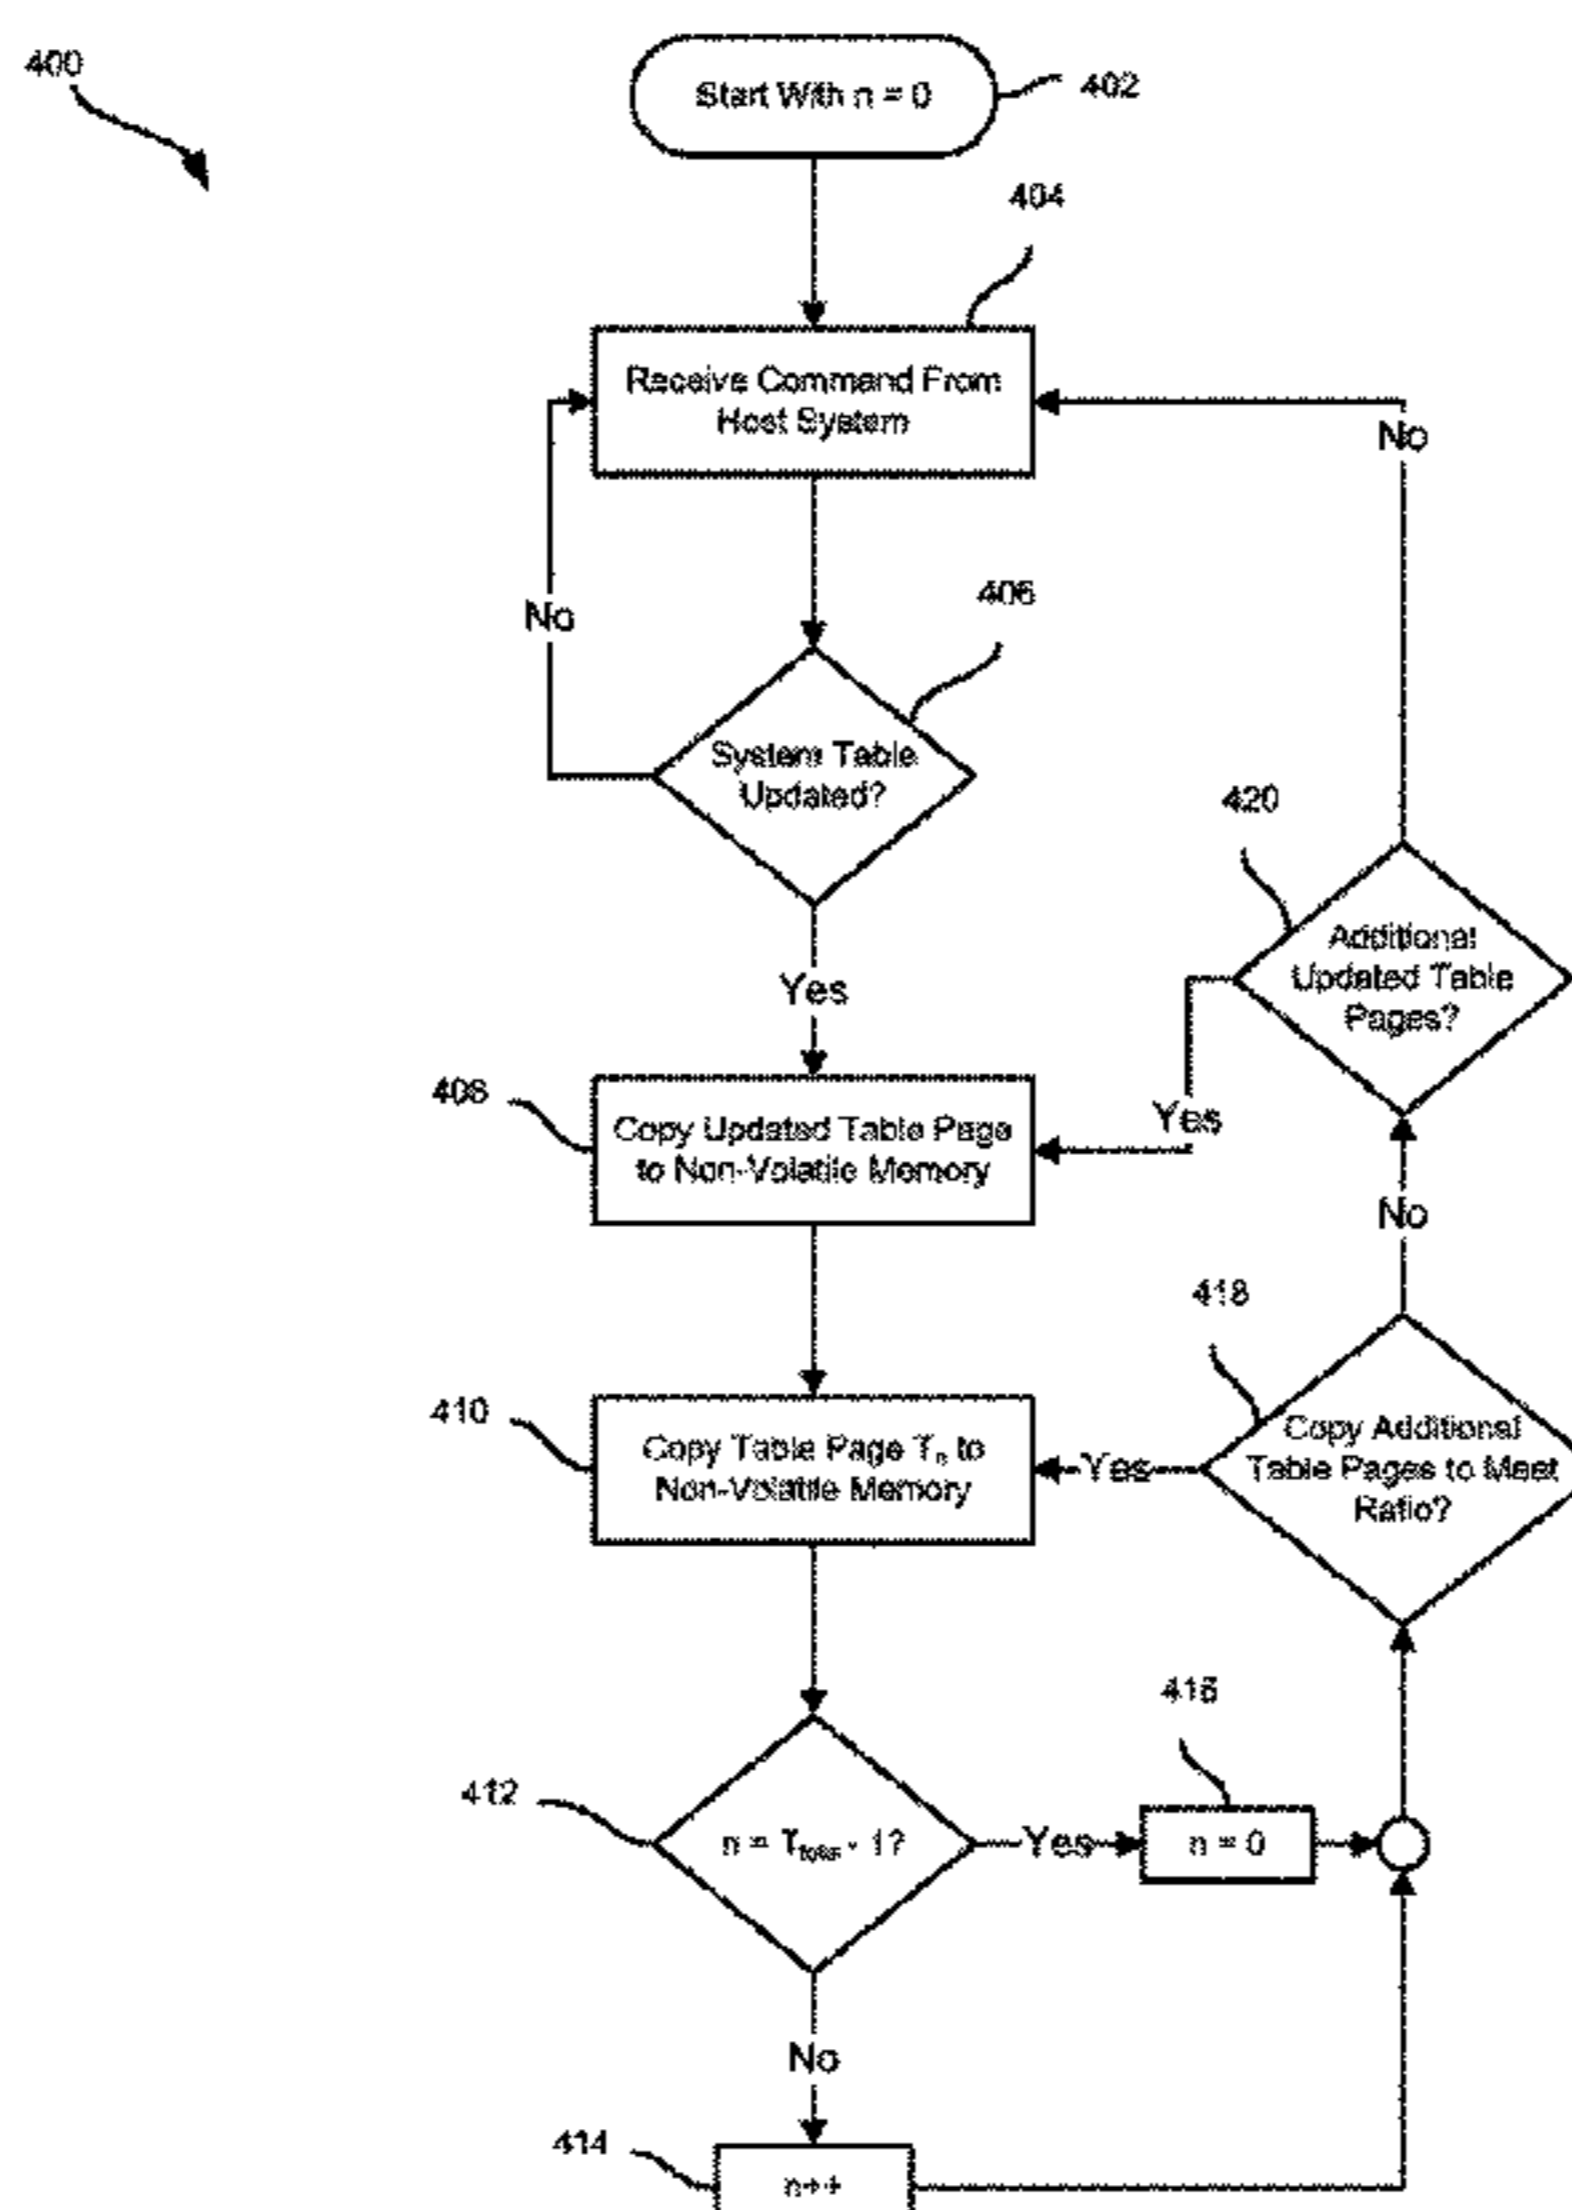 400
Start With n = 0
402
404
Receive Command From
Host System
No
No
406
System Table
Updated?
420
Additional
Updated Table
Pages?
Yes
Yes
408
Copy Updated Table Page
to Non-Volatile Memory
No
418
410
Copy Table Page Tn to
Non-Volatile Memory
Yes
Copy Additional
Table Pages to Meet
Ratio?
416
412
n = Ttotal - 1?
Yes
n = 0
No
414
n++